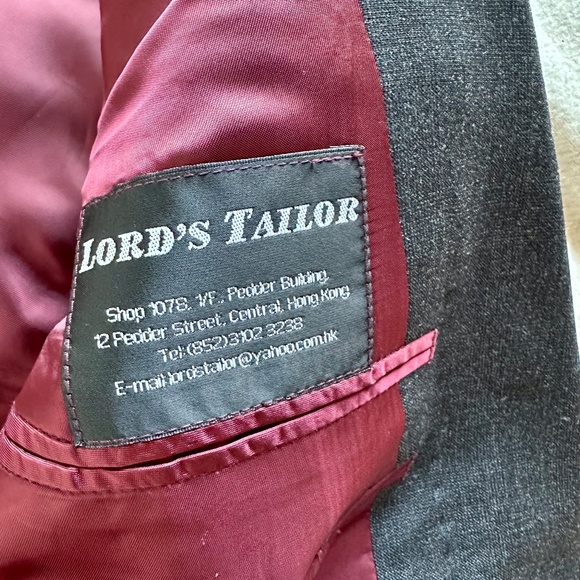 LORD'S TAILOR
Shop 107B, 1/F., Pedder Building,
12 Pedder Street, Central, Hong Kong
Tel:(852)3102 3238
E-mail:lordstailor@yahoo.com.hk